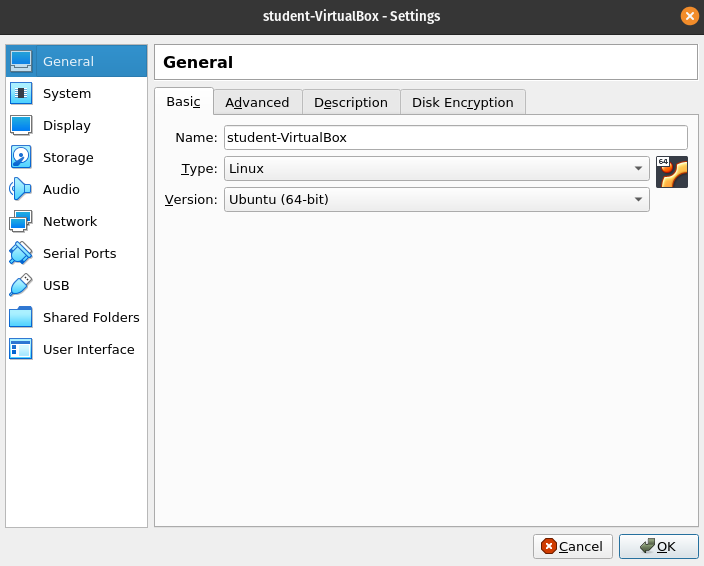 student-VirtualBox - Settings
General
System
Display
Storage
Audio
Network
Serial Ports
USB
Shared Folders
User Interface
General
Basic
Advanced
Description
Disk Encryption
Name: student-VirtualBox
Type: Linux
64
Version: Ubuntu (64-bit)
Cancel
OK